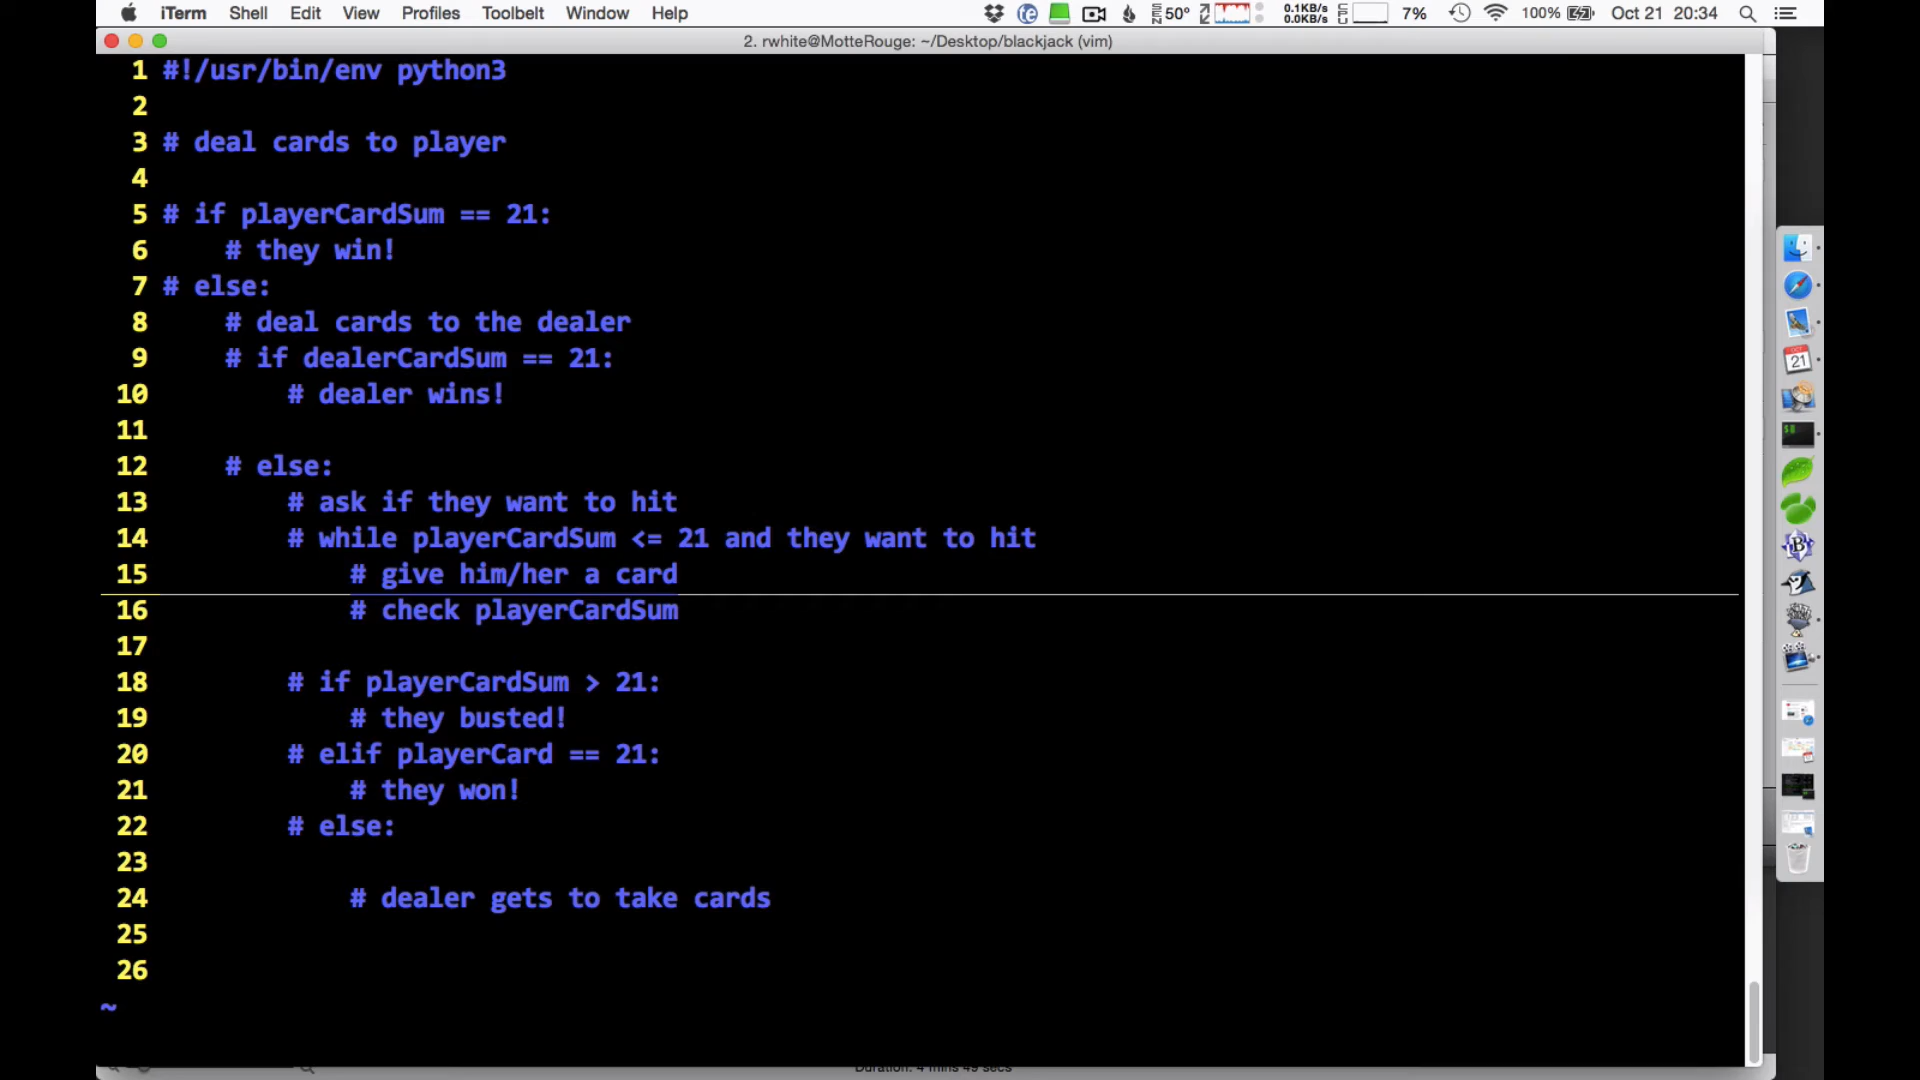 iTerm Shell Edit View Profiles Toolbelt Window Help 50° 0.1KB/s 0.0KB/s 7% 100% Oct 21 20:34
2. rwhite@MotteRouge: ~/Desktop/blackjack (vim)
1 #!/usr/bin/env python3
2
3 # deal cards to player
4
5 # if playerCardSum == 21:
6 # they win!
7 # else:
8 # deal cards to the dealer
9 # if dealerCardSum == 21:
10 # dealer wins!
11
12 # else:
13 # ask if they want to hit
14 # while playerCardSum <= 21 and they want to hit
15 # give him/her a card
16 # check playerCardSum
17
18 # if playerCardSum > 21:
19 # they busted!
20 # elif playerCard == 21:
21 # they won!
22 # else:
23
24 # dealer gets to take cards
25
26
~
Duration: 4 mins 49 secs